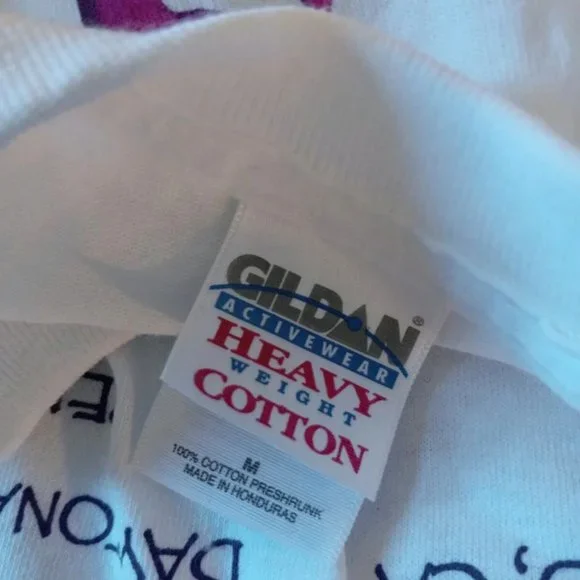 GILDAN®
ACTIVEWEAR
HEAVY
WEIGHT
COTTON
M
100% COTTON PRESHRUNK
MADE IN HONDURAS